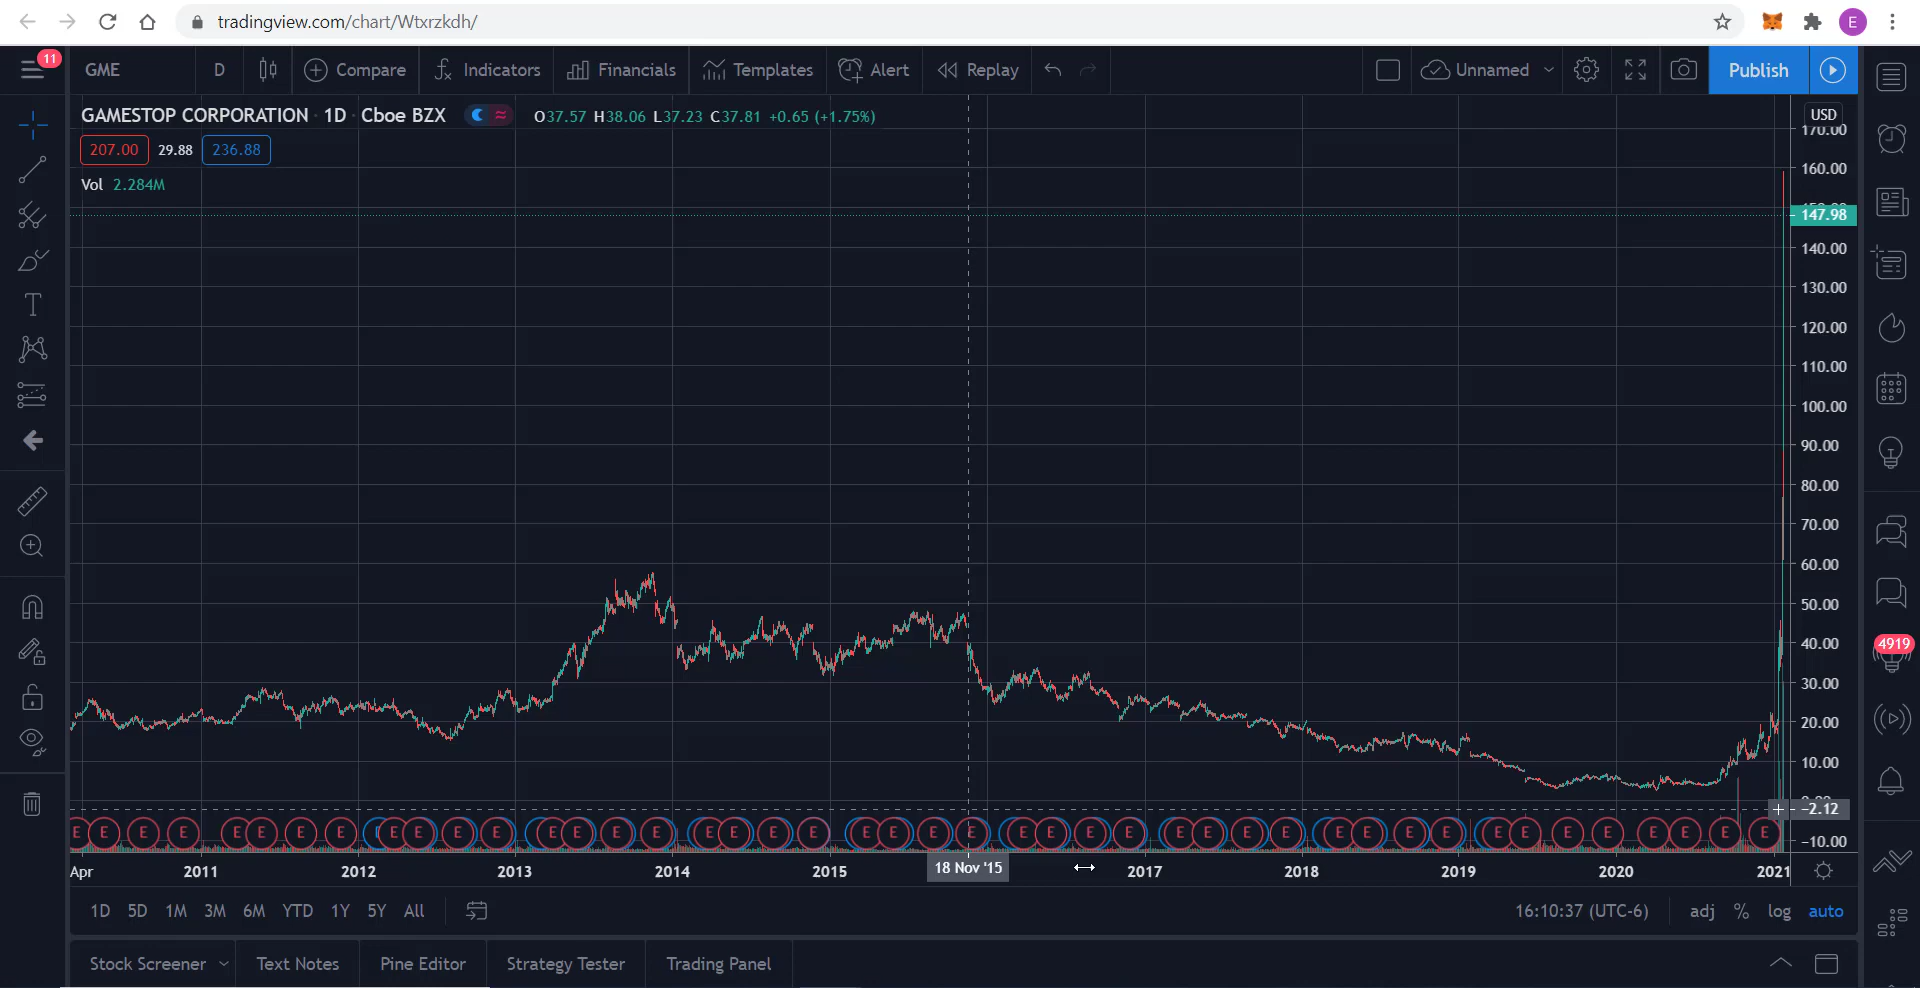 tradingview.com/chart/Wtxrzkdh/
E
11
GME
D
Compare
Indicators
Financials
Templates
Alert
Replay
Unnamed
Publish
GAMESTOP CORPORATION · 1D · Cboe BZX
O37.57 H38.06 L37.23 C37.81 +0.65 (+1.75%)
USD
170.00
207.00 29.88 236.88
160.00
Vol 2.284M
147.98
140.00
130.00
120.00
110.00
100.00
90.00
80.00
70.00
60.00
50.00
40.00
4919
30.00
20.00
10.00
-2.12
E E E E E E E E E E E E E E E E E E E E E E E E E E E E E E E E E E E E E E E E E E E
-10.00
Apr 2011 2012 2013 2014 2015 18 Nov '15 2017 2018 2019 2020 2021
1D 5D 1M 3M 6M YTD 1Y 5Y All
16:10:37 (UTC-6) adj % log auto
Stock Screener Text Notes Pine Editor Strategy Tester Trading Panel